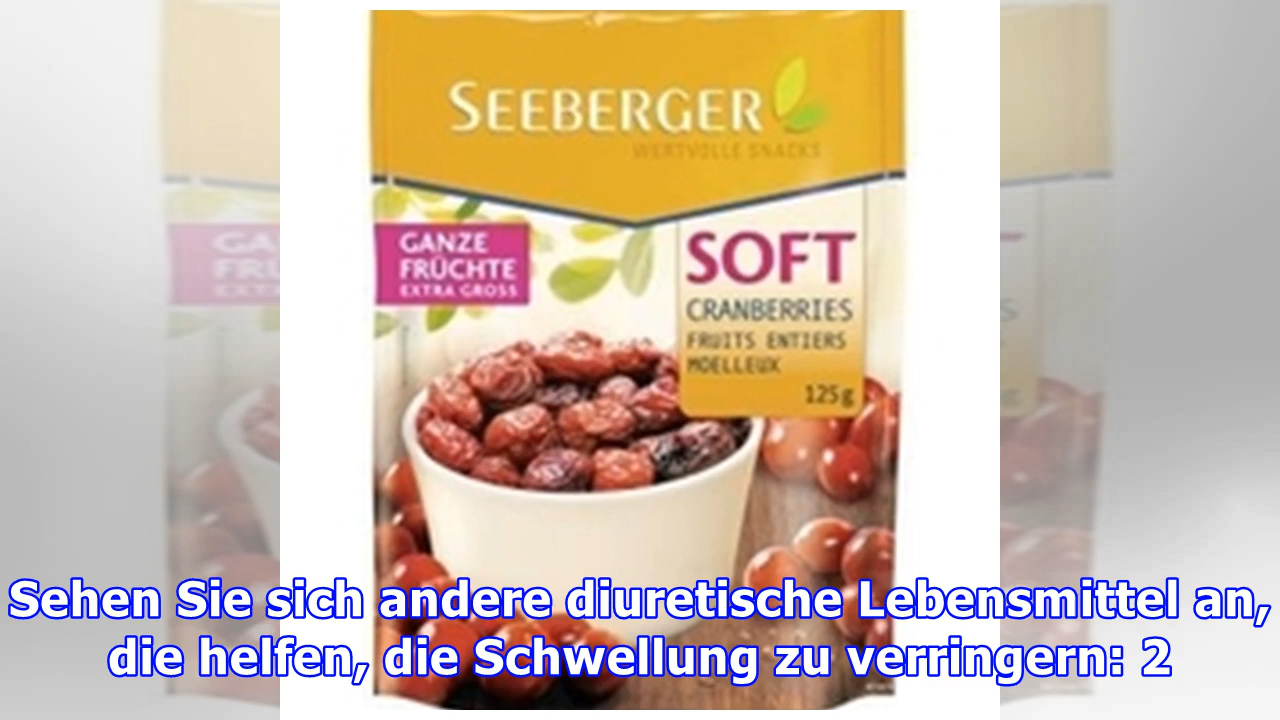 SEEBERGER
WERTVOLLE SNACKS
GANZE
FRÜCHTE
EXTRA GROSS
SOFT
CRANBERRIES
FRUITS ENTIERS
MOELLEUX
125g
Sehen Sie sich andere diuretische Lebensmittel an,
die helfen, die Schwellung zu verringern: 2